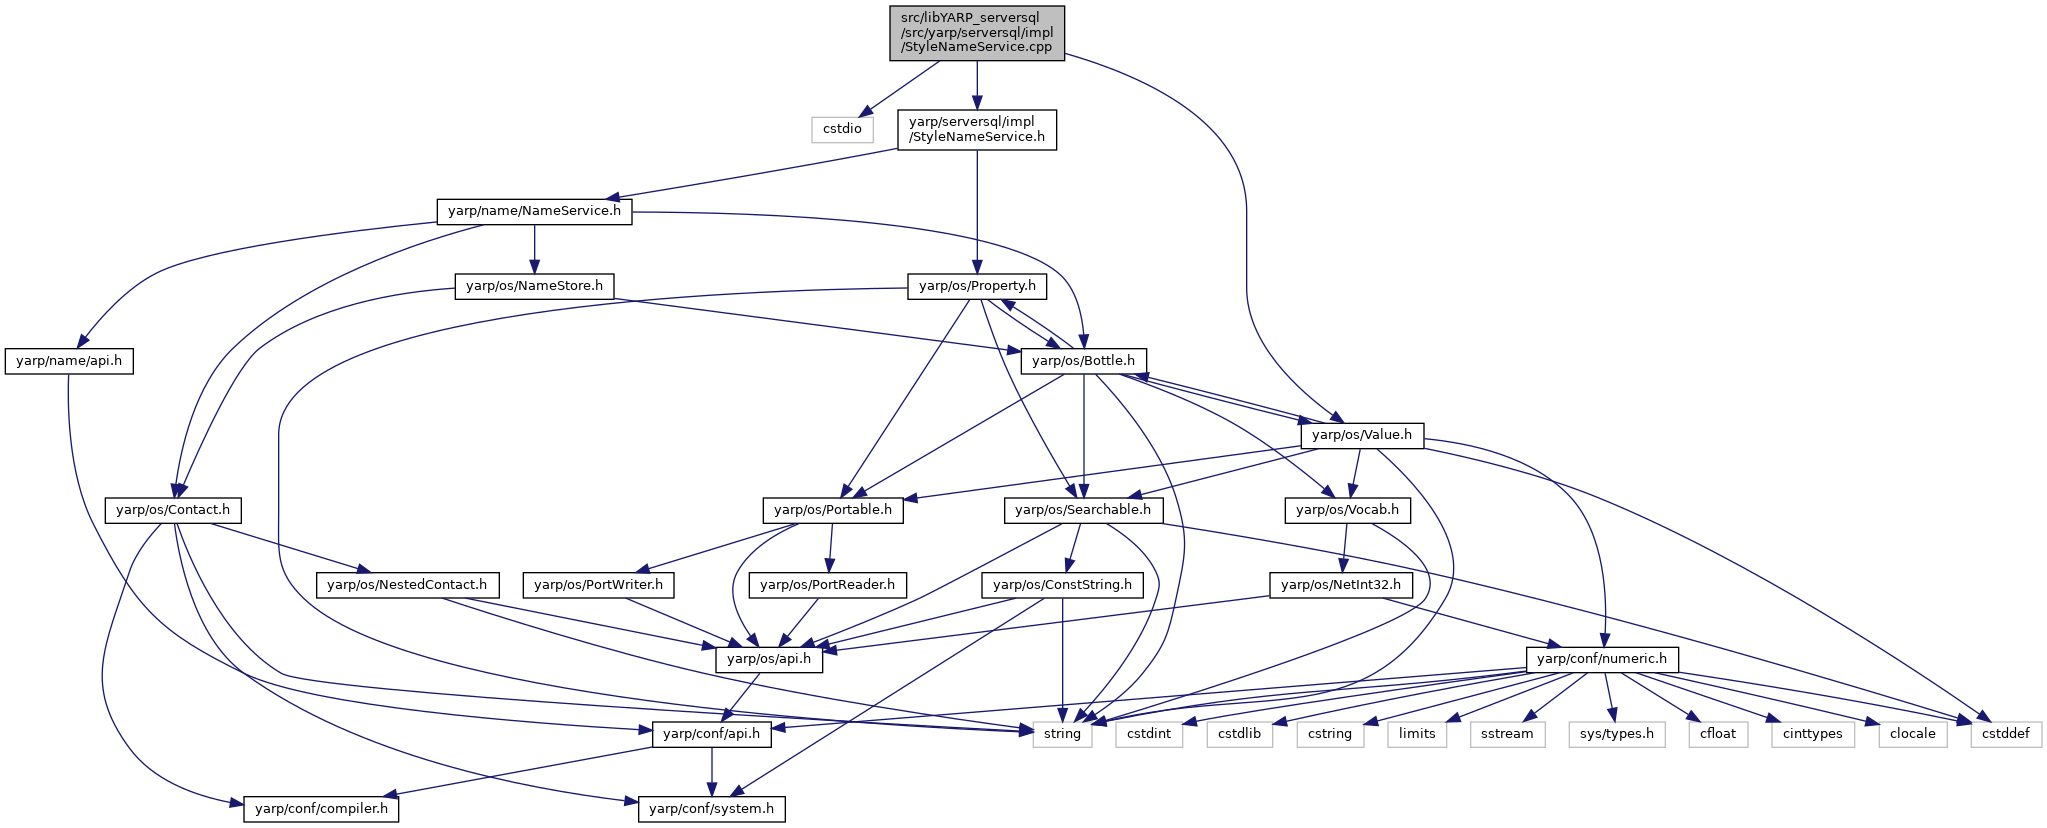 src/libYARP_serversql
/src/yarp/serversql/impl
/StyleNameService.cpp
cstdio
yarp/serversql/impl
/StyleNameService.h
yarp/name/NameService.h
yarp/os/NameStore.h
yarp/os/Property.h
yarp/name/api.h
yarp/os/Bottle.h
yarp/os/Value.h
yarp/os/Contact.h
yarp/os/Portable.h
yarp/os/Searchable.h
yarp/os/Vocab.h
yarp/os/NestedContact.h
yarp/os/PortWriter.h
yarp/os/PortReader.h
yarp/os/ConstString.h
yarp/os/NetInt32.h
yarp/os/api.h
yarp/conf/numeric.h
yarp/conf/api.h
string
cstdint
cstdlib
cstring
limits
sstream
sys/types.h
cfloat
cinttypes
clocale
cstddef
yarp/conf/compiler.h
yarp/conf/system.h